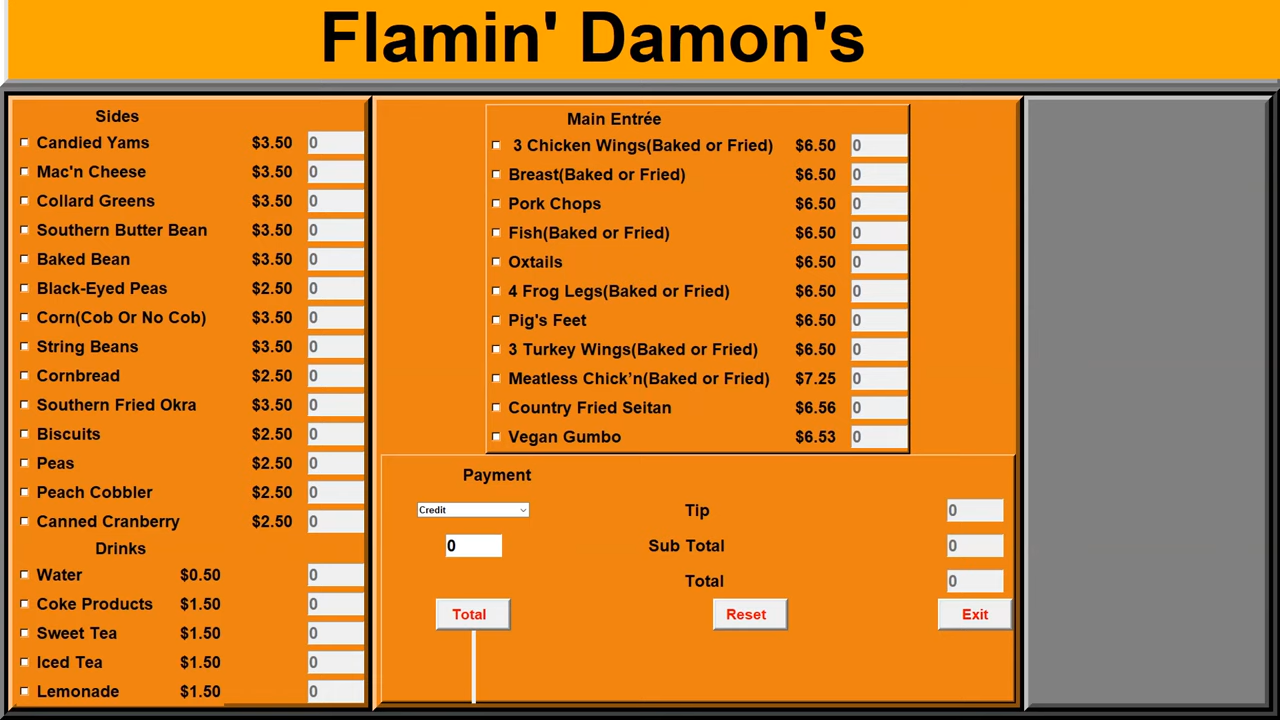 Flamin' Damon's
Sides
Candied Yams $3.50 0
Mac'n Cheese $3.50 0
Collard Greens $3.50 0
Southern Butter Bean $3.50 0
Baked Bean $3.50 0
Black-Eyed Peas $2.50 0
Corn(Cob Or No Cob) $3.50 0
String Beans $3.50 0
Cornbread $2.50 0
Southern Fried Okra $3.50 0
Biscuits $2.50 0
Peas $2.50 0
Peach Cobbler $2.50 0
Canned Cranberry $2.50 0
Drinks
Water $0.50 0
Coke Products $1.50 0
Sweet Tea $1.50 0
Iced Tea $1.50 0
Lemonade $1.50 0
Main Entrée
3 Chicken Wings(Baked or Fried) $6.50 0
Breast(Baked or Fried) $6.50 0
Pork Chops $6.50 0
Fish(Baked or Fried) $6.50 0
Oxtails $6.50 0
4 Frog Legs(Baked or Fried) $6.50 0
Pig's Feet $6.50 0
3 Turkey Wings(Baked or Fried) $6.50 0
Meatless Chick’n(Baked or Fried) $7.25 0
Country Fried Seitan $6.56 0
Vegan Gumbo $6.53 0
Payment
Credit Tip 0
0 Sub Total 0
Total 0
Total Reset Exit